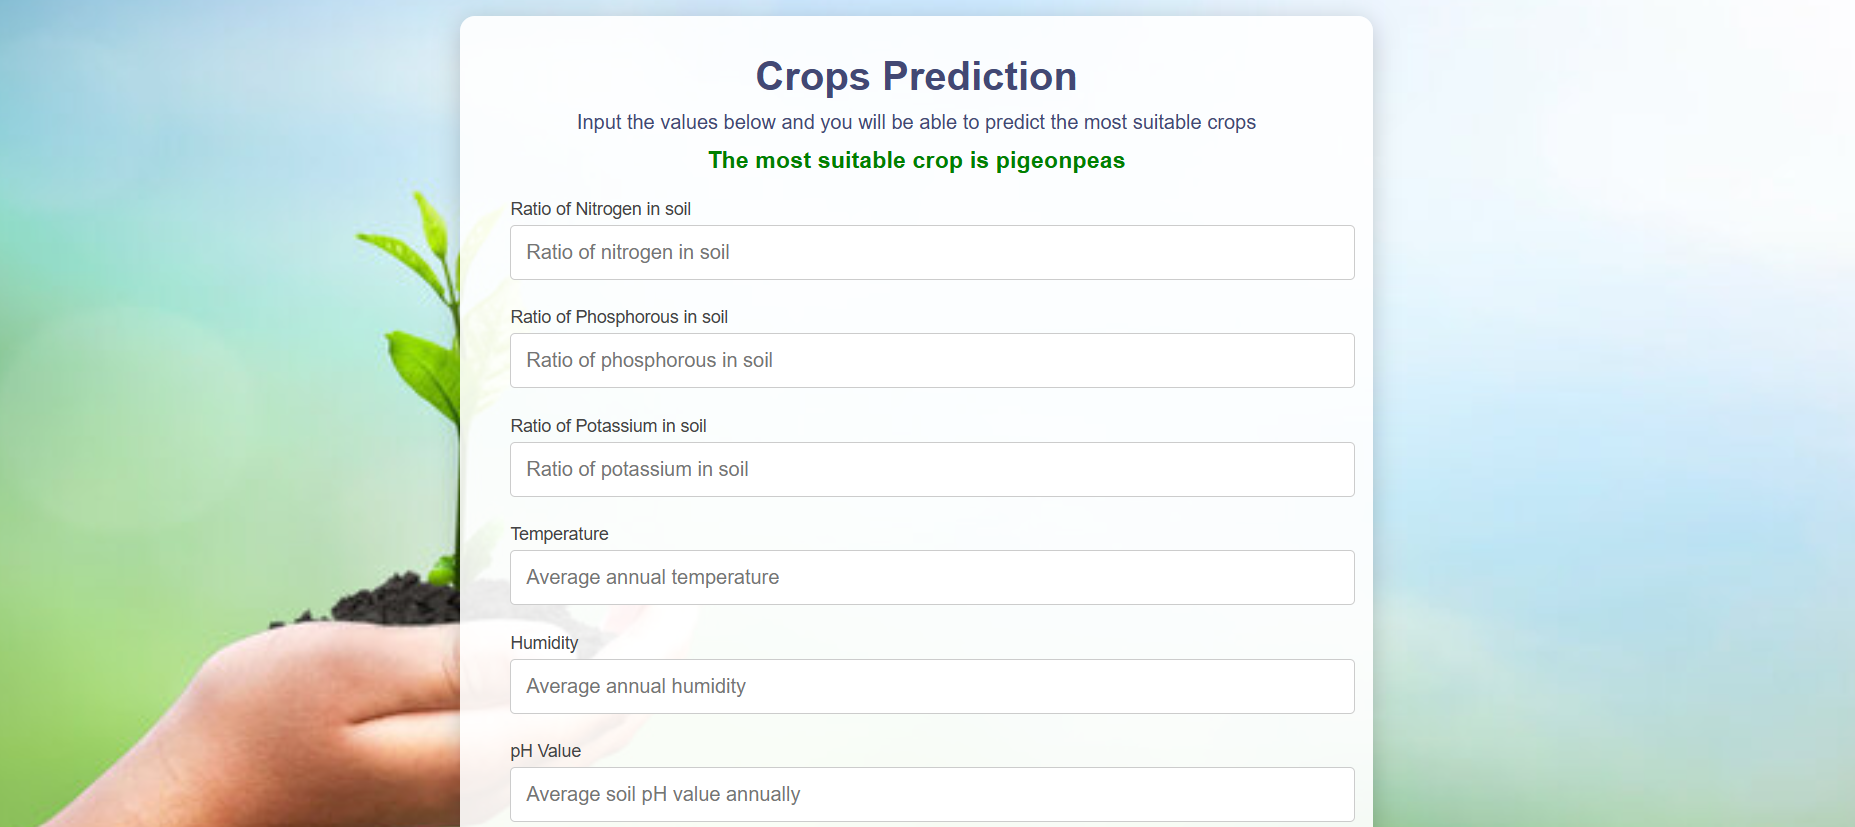 Crops Prediction
Input the values below and you will be able to predict the most suitable crops
The most suitable crop is pigeonpeas
Ratio of Nitrogen in soil
Ratio of nitrogen in soil
Ratio of Phosphorous in soil
Ratio of phosphorous in soil
Ratio of Potassium in soil
Ratio of potassium in soil
Temperature
Average annual temperature
Humidity
Average annual humidity
pH Value
Average soil pH value annually